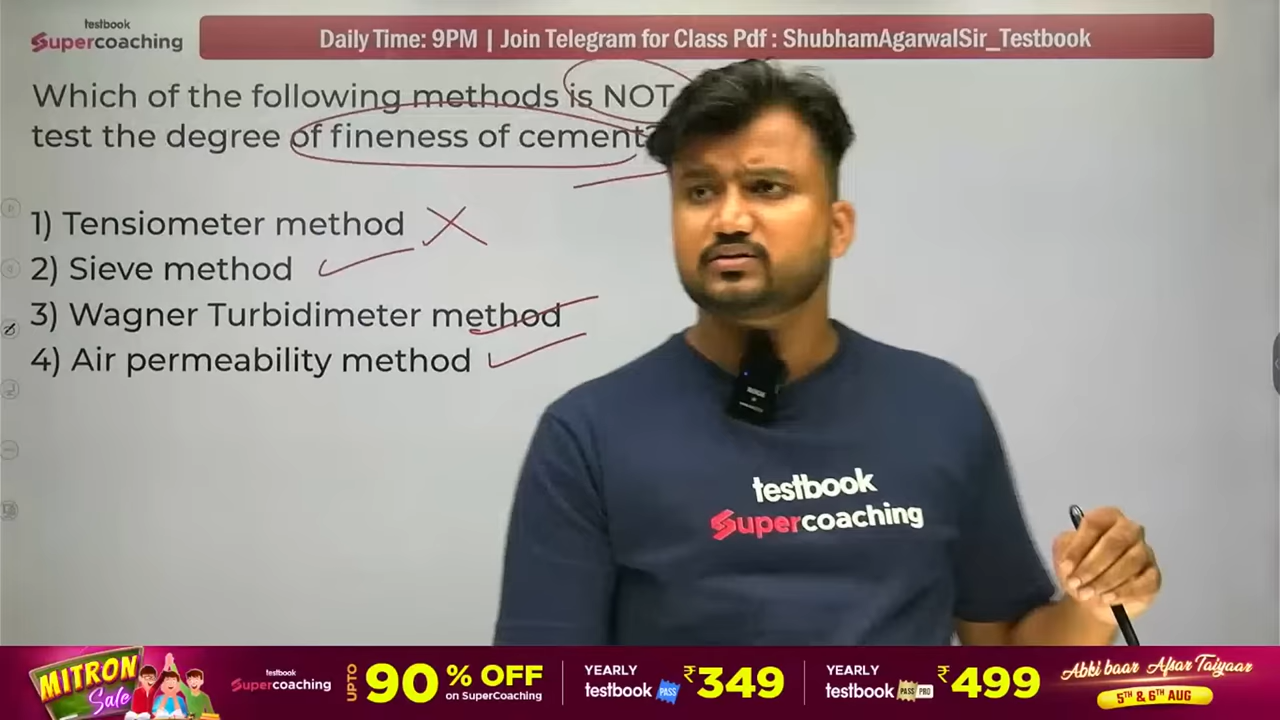 testbook
Supercoaching
Daily Time: 9PM | Join Telegram for Class Pdf : ShubhamAgarwalSir_Testbook
Which of the following methods is NOT
test the degree of fineness of cement?
1) Tensiometer method
2) Sieve method
3) Wagner Turbidimeter method
4) Air permeability method
testbook
Supercoaching
MITRON
Sale
testbook
Supercoaching
UPTO 90% OFF
on SuperCoaching
YEARLY
testbook PASS
₹349
YEARLY
testbook PASS PRO
₹499
Abki baar Afsar Taiyaar
5TH & 6TH AUG